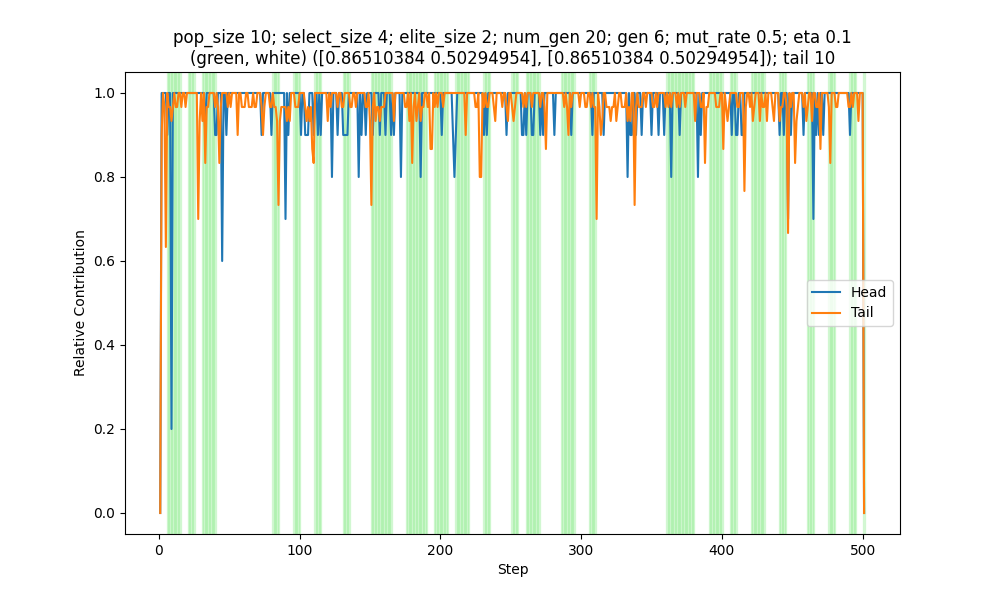 pop_size 10; select_size 4; elite_size 2; num_gen 20; gen 6; mut_rate 0.5; eta 0.1
(green, white) ([0.86510384 0.50294954], [0.86510384 0.50294954]); tail 10
1.0
0.8
0.6
0.4
0.2
0.0
Relative Contribution
Head
Tail
0
100
200
300
400
500
Step